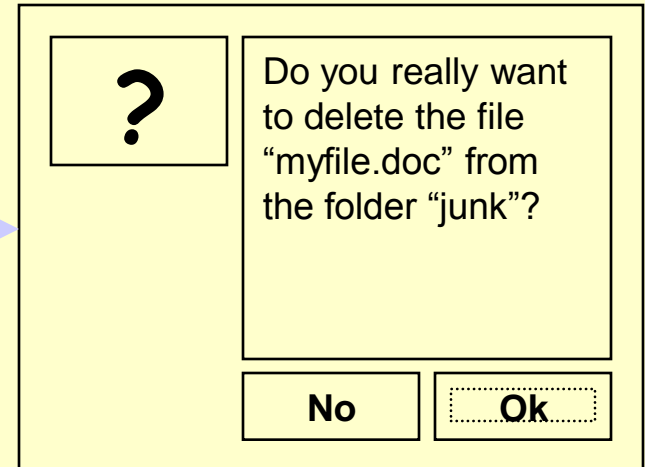 ?
Do you really want
to delete the file
“myfile.doc” from
the folder “junk”?
No
Ok